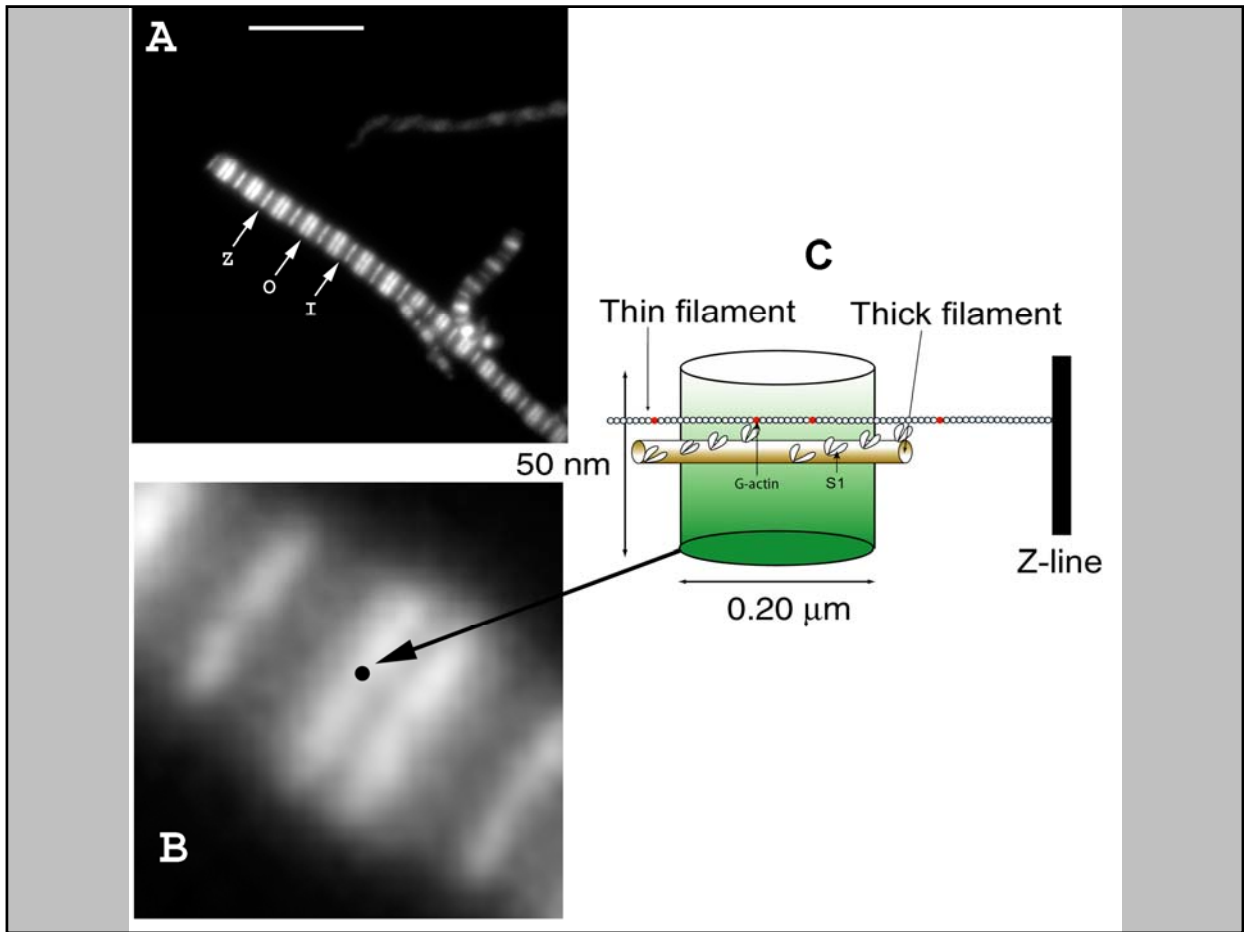 A
Z
O
I
B
C
Thin filament
Thick filament
50 nm
G-actin
S1
Z-line
0.20 μm